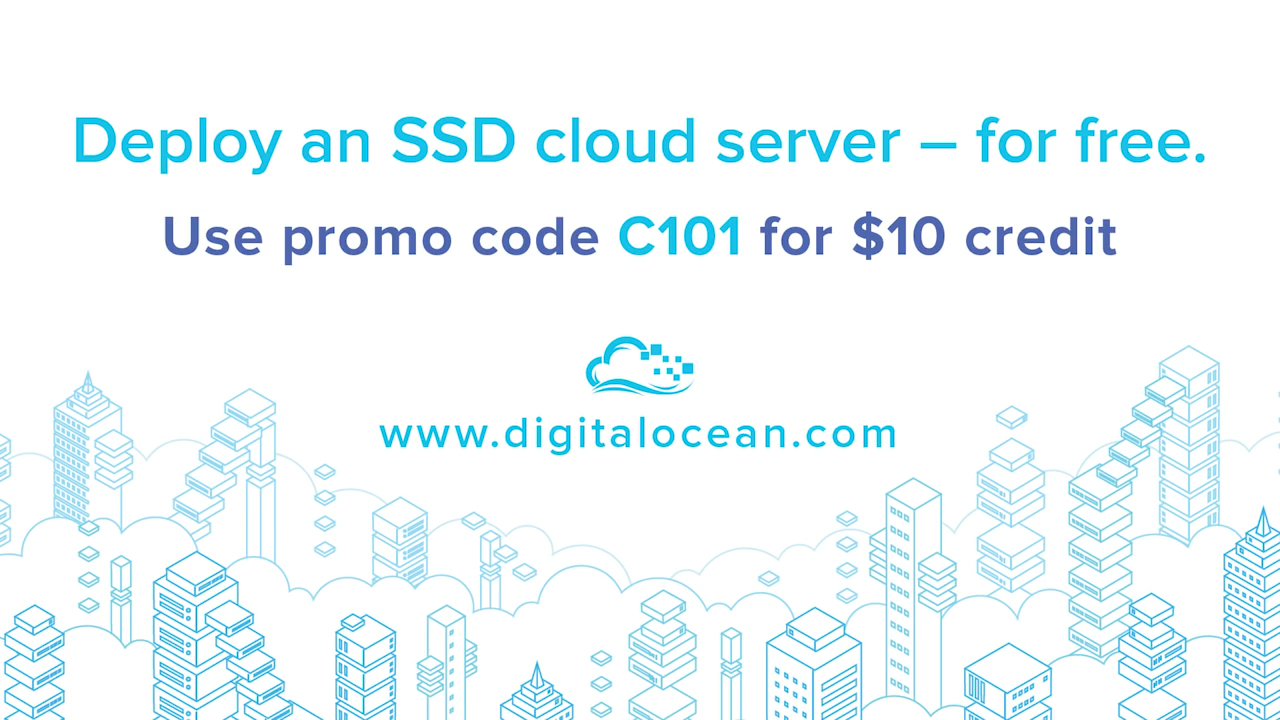 Deploy an SSD cloud server – for free.
Use promo code C101 for $10 credit
www.digitalocean.com